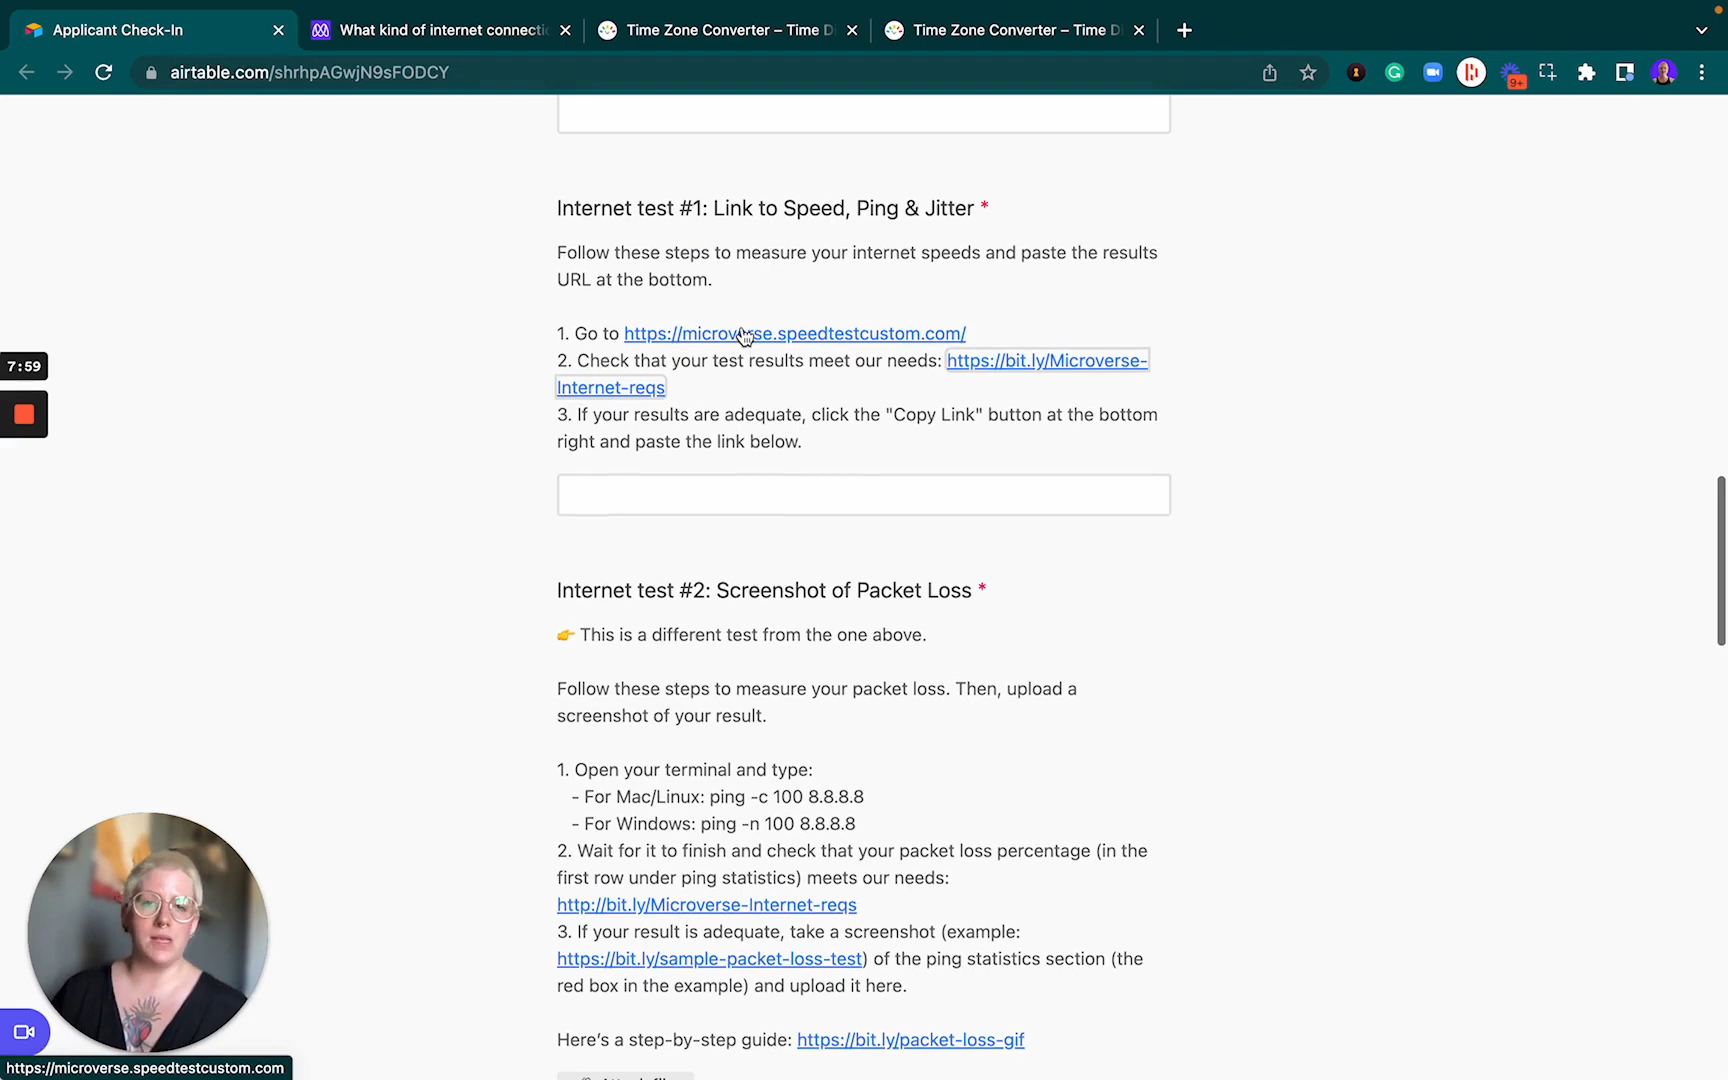 Applicant Check-In
What kind of internet connecti
Time Zone Converter – Time D
Time Zone Converter – Time D
airtable.com/shrhpAGwjN9sFODCY
9+
Internet test #1: Link to Speed, Ping & Jitter *
Follow these steps to measure your internet speeds and paste the results
URL at the bottom.
1. Go to https://microverse.speedtestcustom.com/
7:59
2. Check that your test results meet our needs: https://bit.ly/Microverse-
Internet-reqs
3. If your results are adequate, click the "Copy Link" button at the bottom
right and paste the link below.
Internet test #2: Screenshot of Packet Loss *
👉 This is a different test from the one above.
Follow these steps to measure your packet loss. Then, upload a
screenshot of your result.
1. Open your terminal and type:
- For Mac/Linux: ping -c 100 8.8.8.8
- For Windows: ping -n 100 8.8.8.8
2. Wait for it to finish and check that your packet loss percentage (in the
first row under ping statistics) meets our needs:
http://bit.ly/Microverse-Internet-reqs
3. If your result is adequate, take a screenshot (example:
https://bit.ly/sample-packet-loss-test) of the ping statistics section (the
red box in the example) and upload it here.
Here's a step-by-step guide: https://bit.ly/packet-loss-gif
https://microverse.speedtestcustom.com